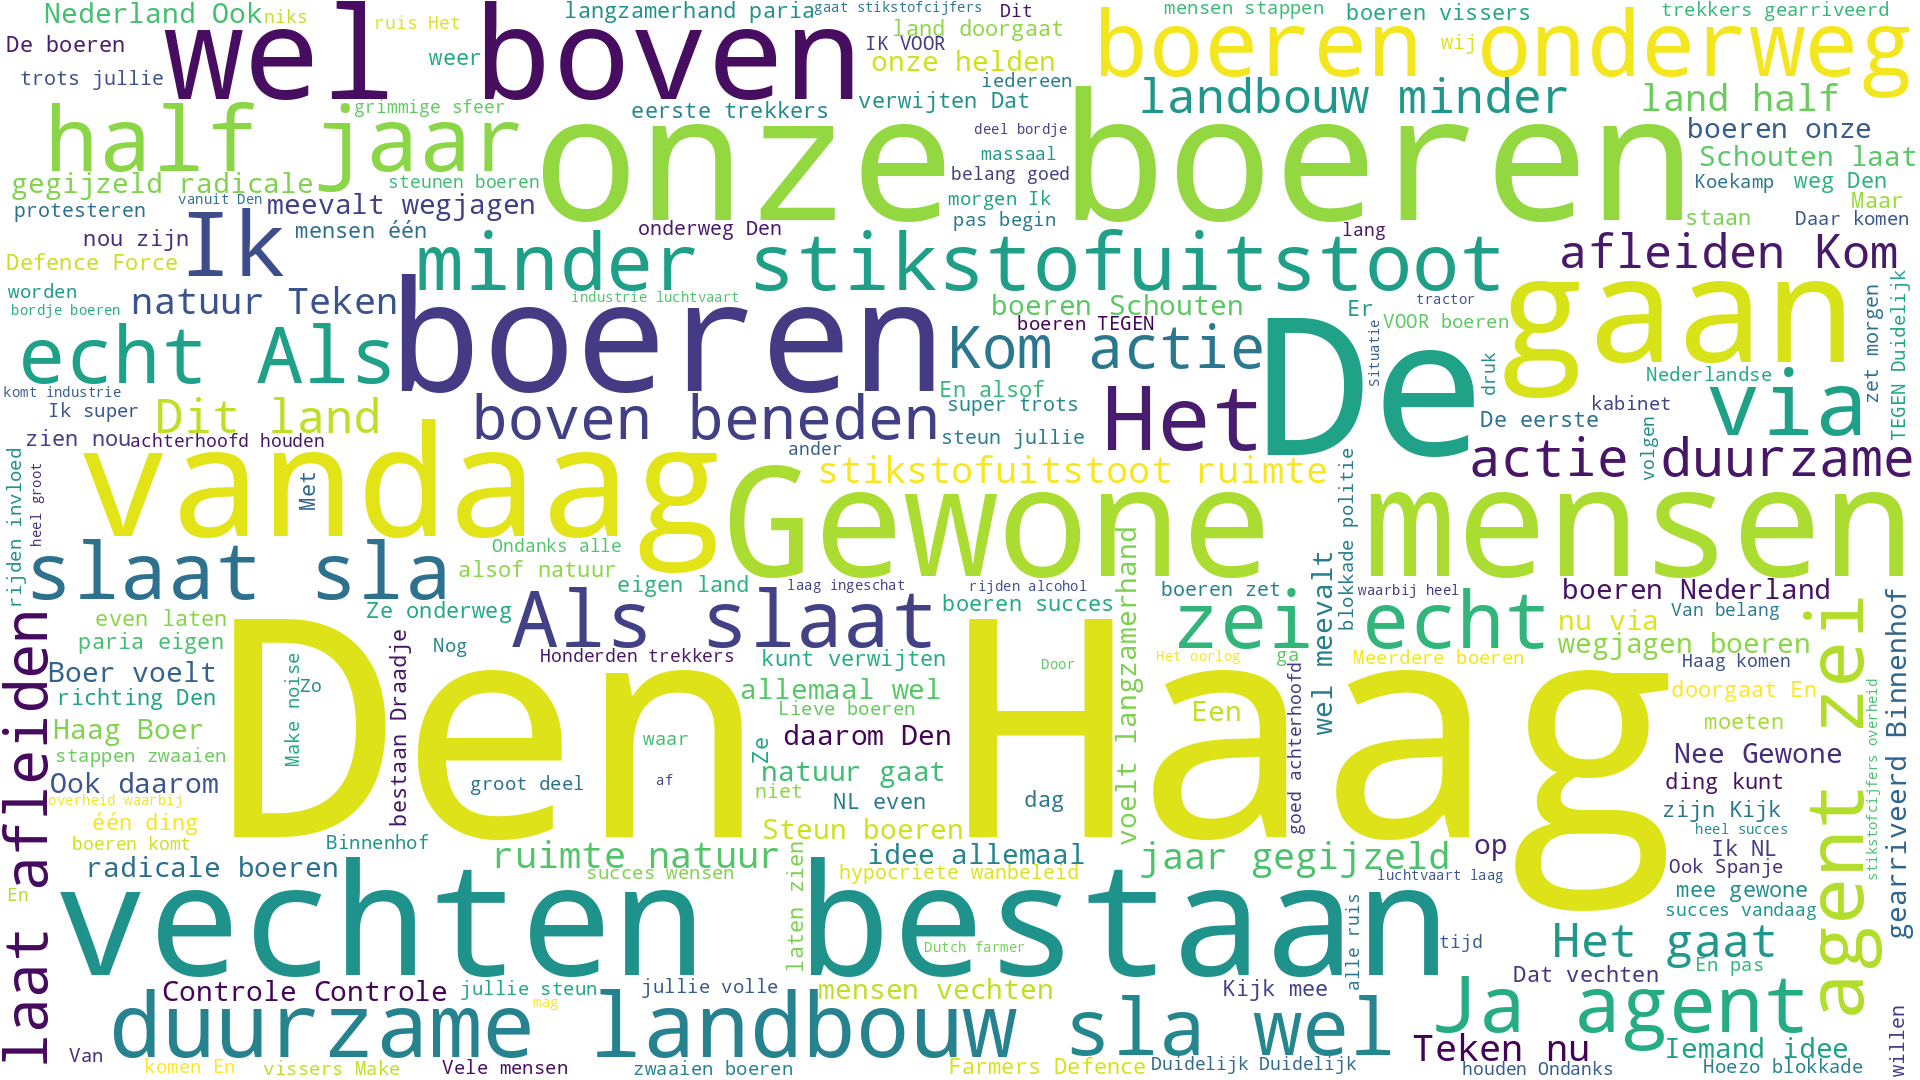 Nederland Ook
niks
ruis Het
langzamerhand paria
gaat stikstofcijfers
Dit
mensen stappen
boeren vissers
trekkers gearriveerd
De boeren
wel boven
weer
IK VOOR
land doorgaat
boeren onderweg
wij
trots jullie
onze helden
iedereen
grimmige sfeer
eerste trekkers
verwijten Dat
landbouw minder
land half
half jaar
onze boeren
deel bordje
boeren onze
massaal
Schouten laat
belang goed
gegijzeld radicale
steunen boeren
Koekamp
weg Den
vanuit Den
meevalt wegjagen
morgen Ik
Maar
protesteren
pas begin
staan
Daar komen
Ik
mensen één
nou zijn
onderweg Den
lang
Defence Force
minder stikstofuitstoot
afleiden Kom
worden
natuur Teken
industrie luchtvaart
boeren Schouten
Er
tractor
bordje boeren
boeren TEGEN
VOOR boeren
gaan
zet morgen
TEGEN Duidelijk
echt Als
boeren
Kom actie
De
Situatie
druk
Nederlandse
komt industrie
En alsof
via
Ik super
Dit land
boven beneden
super trots
Het
De eerste
kabinet
zien nou
achterhoofd houden
steun jullie
ander
volgen
actie duurzame
vandaag
Met
stikstofuitstoot ruimte
blokkade politie
rijden invloed
heel groot
Gewone mensen
slaat sla
Ondanks alle
alsof natuur
eigen land
laag ingeschat
rijden alcohol
boeren zet
waarbij heel
boeren Nederland
Ze onderweg
Als slaat
boeren succes
zei echt
Van belang
even laten
nu via
paria eigen
Nog
Honderden trekkers
kunt verwijten
Door
Het oorlog
ga
Meerdere boeren
wegjagen boeren
Haag komen
Boer voelt
Make noise
Zo
bestaan Draadje
allemaal wel
voelt langzamerhand
wel meevalt
doorgaat En
richting Den
Lieve boeren
Een
moeten
Haag Boer
Den Haag
waar
Ze
daarom Den
goed achterhoofd
stappen zwaaien
Nee Gewone
Ook daarom
groot deel
af
natuur gaat
ding kunt
overheid waarbij
niet
NL even
dag
zijn Kijk
één ding
Steun boeren
heel succes
boeren komt
Binnenhof
stikstofcijfers overheid
gearriveerd Binnenhof
agent zei
laat afleiden
radicale boeren
ruimte natuur
idee allemaal
jaar gegijzeld
op
Ik NL
succes wensen
hypocriete wanbeleid
luchtvaart laag
Ook Spanje
En
mee gewone
succes vandaag
vechten bestaan
laten zien
Dutch farmer
alle ruis
tijd
Het gaat
En pas
Dat vechten
Controle Controle
jullie steun
mag
jullie volle
mensen vechten
Kijk mee
duurzame landbouw
sla wel
Ja agent
willen
Van
Teken nu
Iemand idee
komen En
vissers Make
Vele mensen
zwaaien boeren
Farmers Defence
Duidelijk Duidelijk
houden Ondanks
Hoezo blokkade